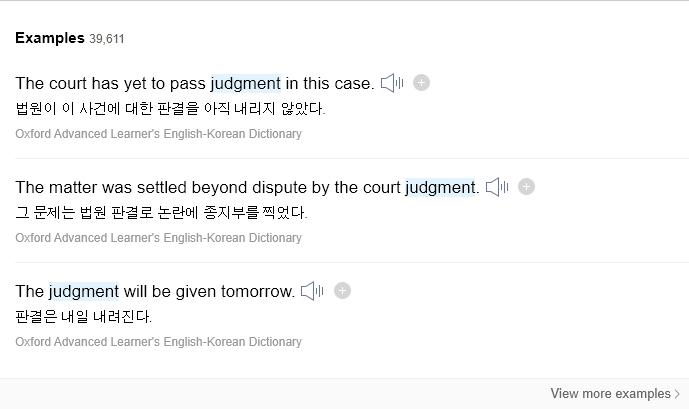 Examples 39,611
The court has yet to pass judgment in this case.
법원이 이 사건에 대한 판결을 아직 내리지 않았다.
Oxford Advanced Learner's English-Korean Dictionary
The matter was settled beyond dispute by the court judgment.
그 문제는 법원 판결로 논란에 종지부를 찍었다.
Oxford Advanced Learner's English-Korean Dictionary
The judgment will be given tomorrow.
판결은 내일 내려진다.
Oxford Advanced Learner's English-Korean Dictionary
View more examples